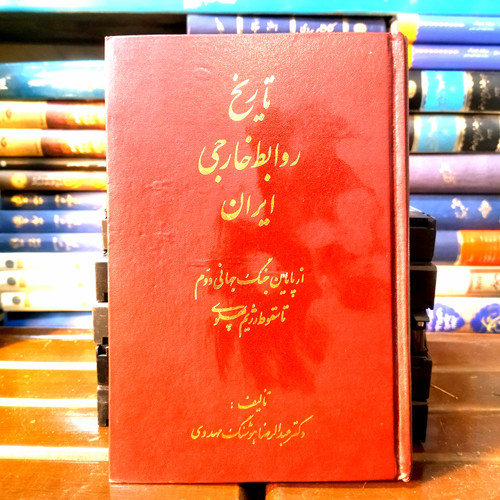 تاریخ
روابط خارجی
ایران
از پایان جنگ جهانی دوم
تا سقوط رژیم پهلوی
تألیف:
دکتر عبدالرضا هوشنگ مهدوی